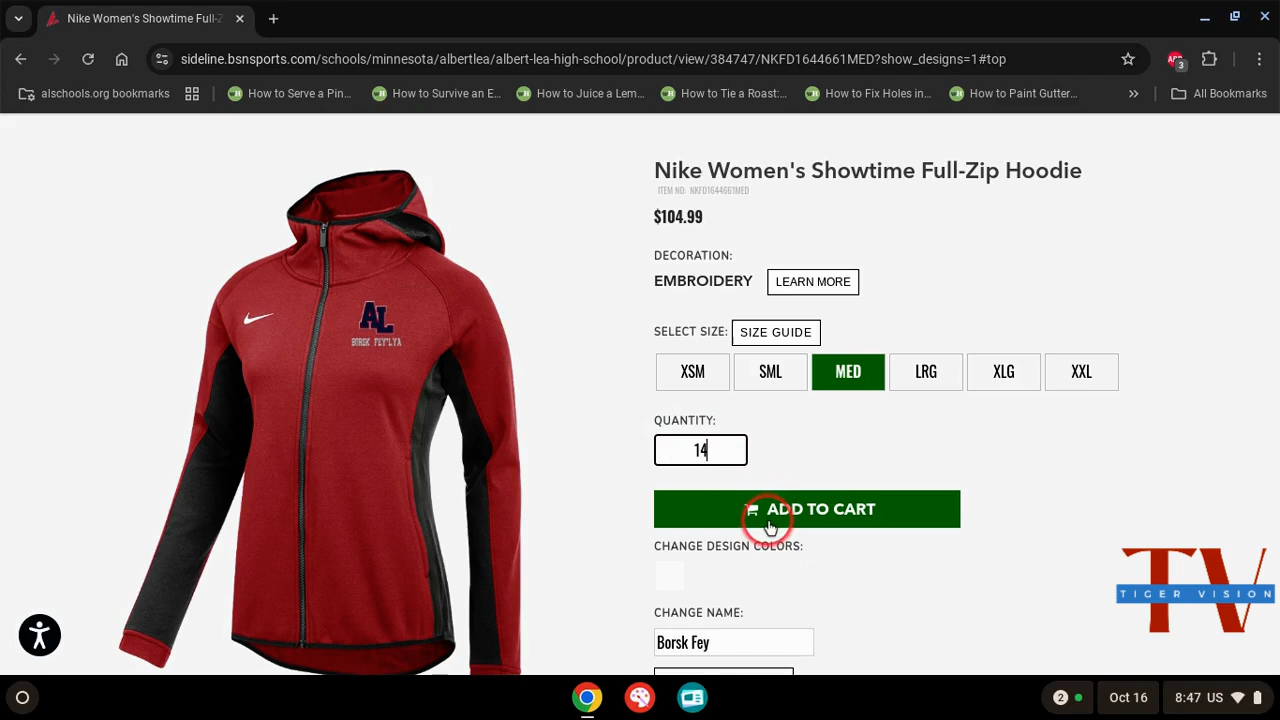 Nike Women's Showtime Full-Z
sideline.bsnsports.com/schools/minnesota/albertlea/albert-lea-high-school/product/view/384747/NKFD1644661MED?show_designs=1#top
3
alschools.org bookmarks
How to Serve a Pin...
How to Survive an E...
How to Juice a Lem...
How to Tie a Roast:...
How to Fix Holes in...
How to Paint Gutter...
All Bookmarks
Nike Women's Showtime Full-Zip Hoodie
ITEM NO: NKFD1644661MED
$104.99
DECORATION:
EMBROIDERY
LEARN MORE
SELECT SIZE:
SIZE GUIDE
XSM
SML
MED
LRG
XLG
XXL
QUANTITY:
14
ADD TO CART
CHANGE DESIGN COLORS:
CHANGE NAME:
Borsk Fey
AL
BORSK FEY'LYA
TV
TIGER VISION
2
Oct 16
8:47 US